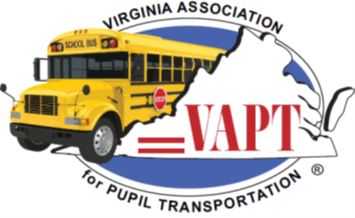 VIRGINIA ASSOCIATION
SCHOOL BUS
STOP
VAPT
for PUPIL TRANSPORTATION ®